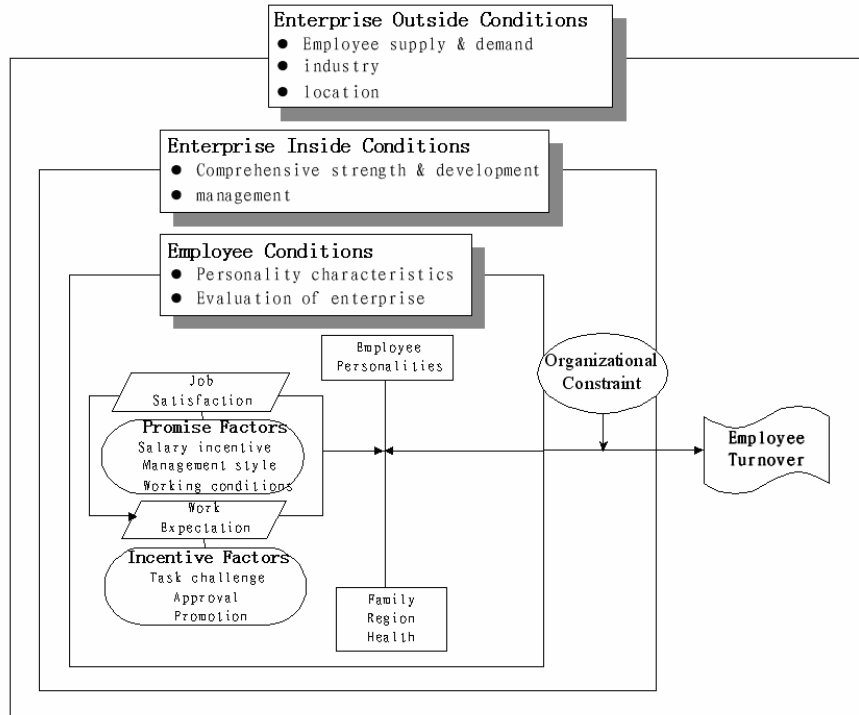 Enterprise Outside Conditions
● Employee supply & demand
● industry
● location
Enterprise Inside Conditions
● Comprehensive strength & development
● management
Employee Conditions
● Personality characteristics
● Evaluation of enterprise
Employee
Personalities
Organizational
Constraint
Job
Satisfaction
Promise Factors
Salary incentive
Management style
Working conditions
Work
Expectation
Incentive Factors
Task challenge
Approval
Promotion
Family
Region
Health
Employee
Turnover